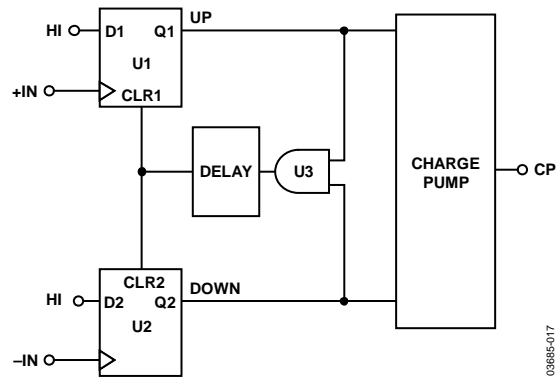 UP
HI D1 Q1
U1
+IN
CLR1
DELAY U3
CHARGE
PUMP
CP
CLR2
DOWN
HI D2 Q2
U2
–IN
03685-017